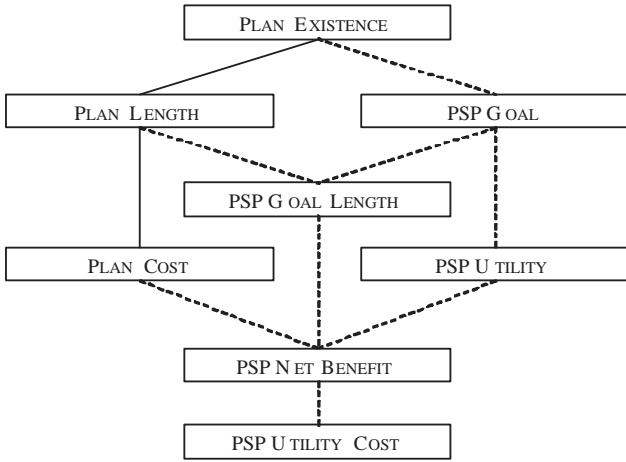 PLAN EXISTENCE
PLAN LENGTH
PSP GOAL
PSP GOAL LENGTH
PLAN COST
PSP UTILITY
PSP NET BENEFIT
PSP UTILITY COST